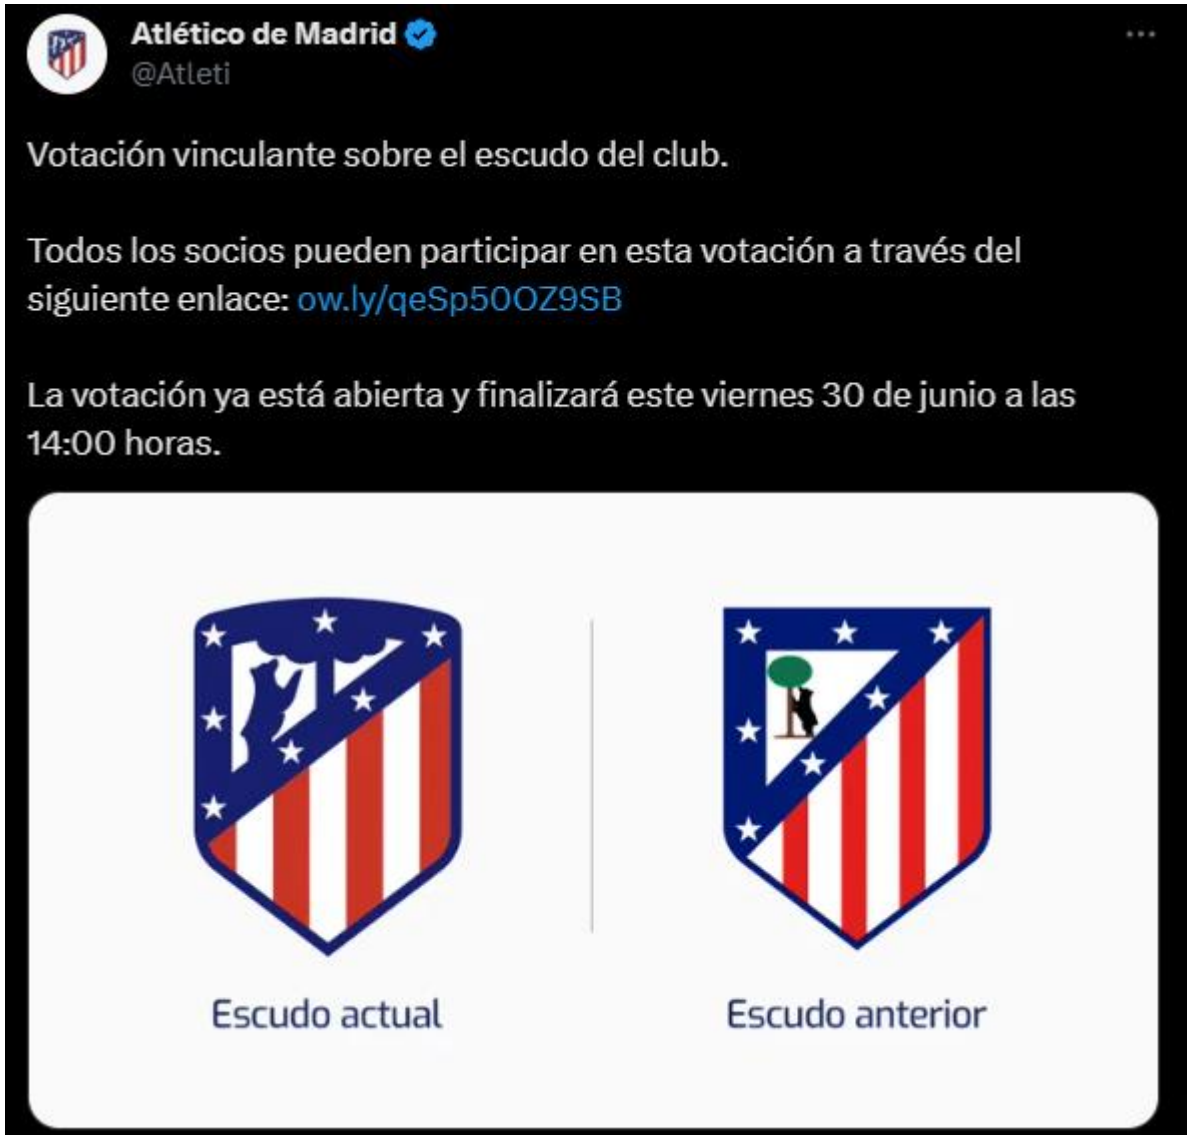 Atlético de Madrid
@Atleti
Votación vinculante sobre el escudo del club.
Todos los socios pueden participar en esta votación a través del
siguiente enlace: ow.ly/qeSp50OZ9SB
La votación ya está abierta y finalizará este viernes 30 de junio a las
14:00 horas.
Escudo actual
Escudo anterior